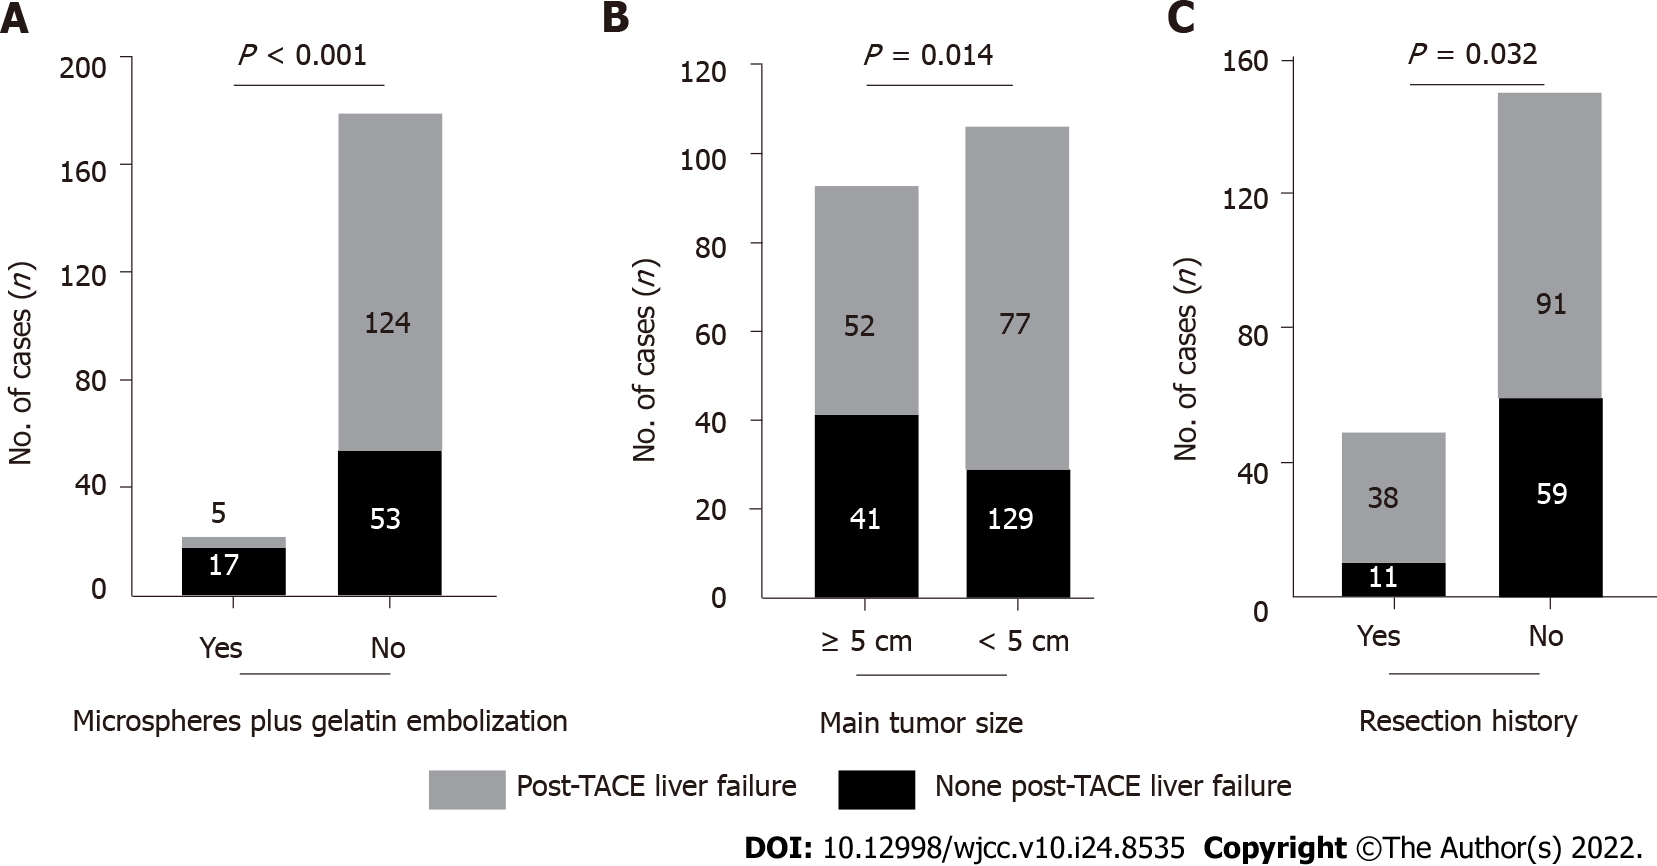 A
P < 0.001
200
160
120
80
40
0
No. of cases (n)
124
5
53
17
Yes No
Microspheres plus gelatin embolization
B
P = 0.014
120
100
80
60
40
20
0
No. of cases (n)
52 77
41 129
≥ 5 cm < 5 cm
Main tumor size
C
P = 0.032
160
120
80
40
0
No. of cases (n)
91
38 59
11
Yes No
Resection history
Post-TACE liver failure None post-TACE liver failure
DOI: 10.12998/wjcc.v10.i24.8535 Copyright ©The Author(s) 2022.